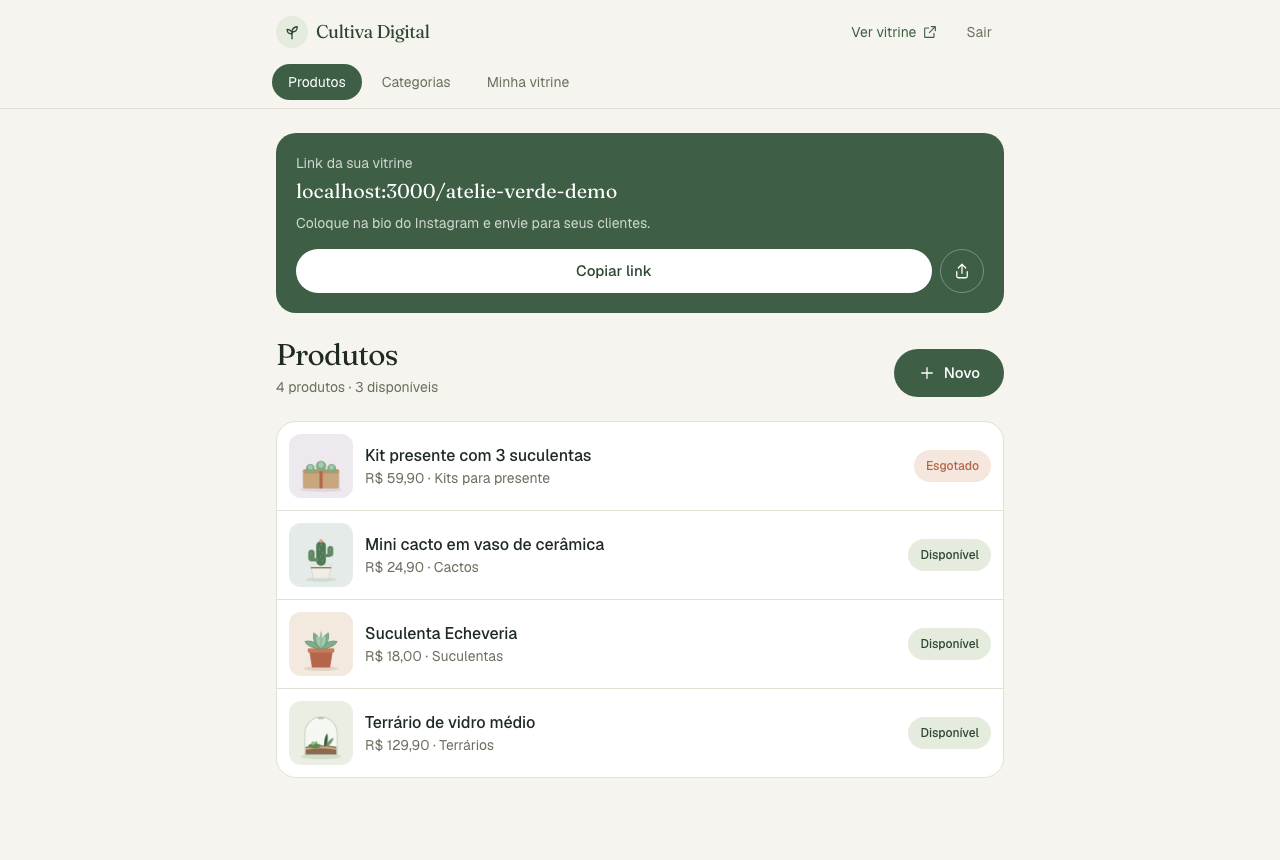 Cultiva Digital
Ver vitrine
Sair
Produtos
Categorias
Minha vitrine
Link da sua vitrine
localhost:3000/atelie-verde-demo
Coloque na bio do Instagram e envie para seus clientes.
Copiar link
Produtos
4 produtos · 3 disponíveis
Novo
Kit presente com 3 suculentas
R$ 59,90 · Kits para presente
Esgotado
Mini cacto em vaso de cerâmica
R$ 24,90 · Cactos
Disponível
Suculenta Echeveria
R$ 18,00 · Suculentas
Disponível
Terrário de vidro médio
R$ 129,90 · Terrários
Disponível